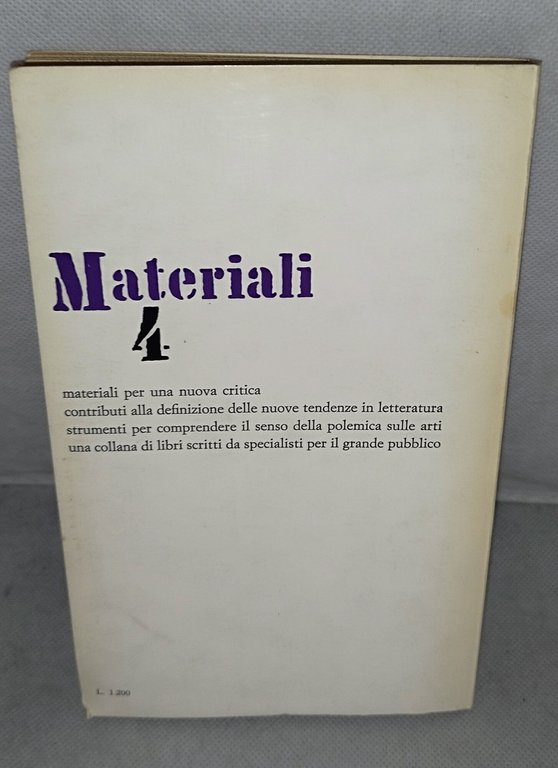 Materiali
4
materiali per una nuova critica
contributi alla definizione delle nuove tendenze in letteratura
strumenti per comprendere il senso della polemica sulle arti
una collana di libri scritti da specialisti per il grande pubblico
L. 1.200